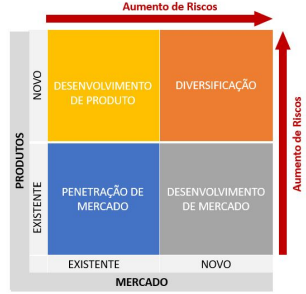 Aumento de Riscos
NOVO
DESENVOLVIMENTO
DE PRODUTO
DIVERSIFICAÇÃO
Aumento de Riscos
PRODUTOS
EXISTENTE
PENETRAÇÃO DE
MERCADO
DESENVOLVIMENTO
DE MERCADO
EXISTENTE
NOVO
MERCADO